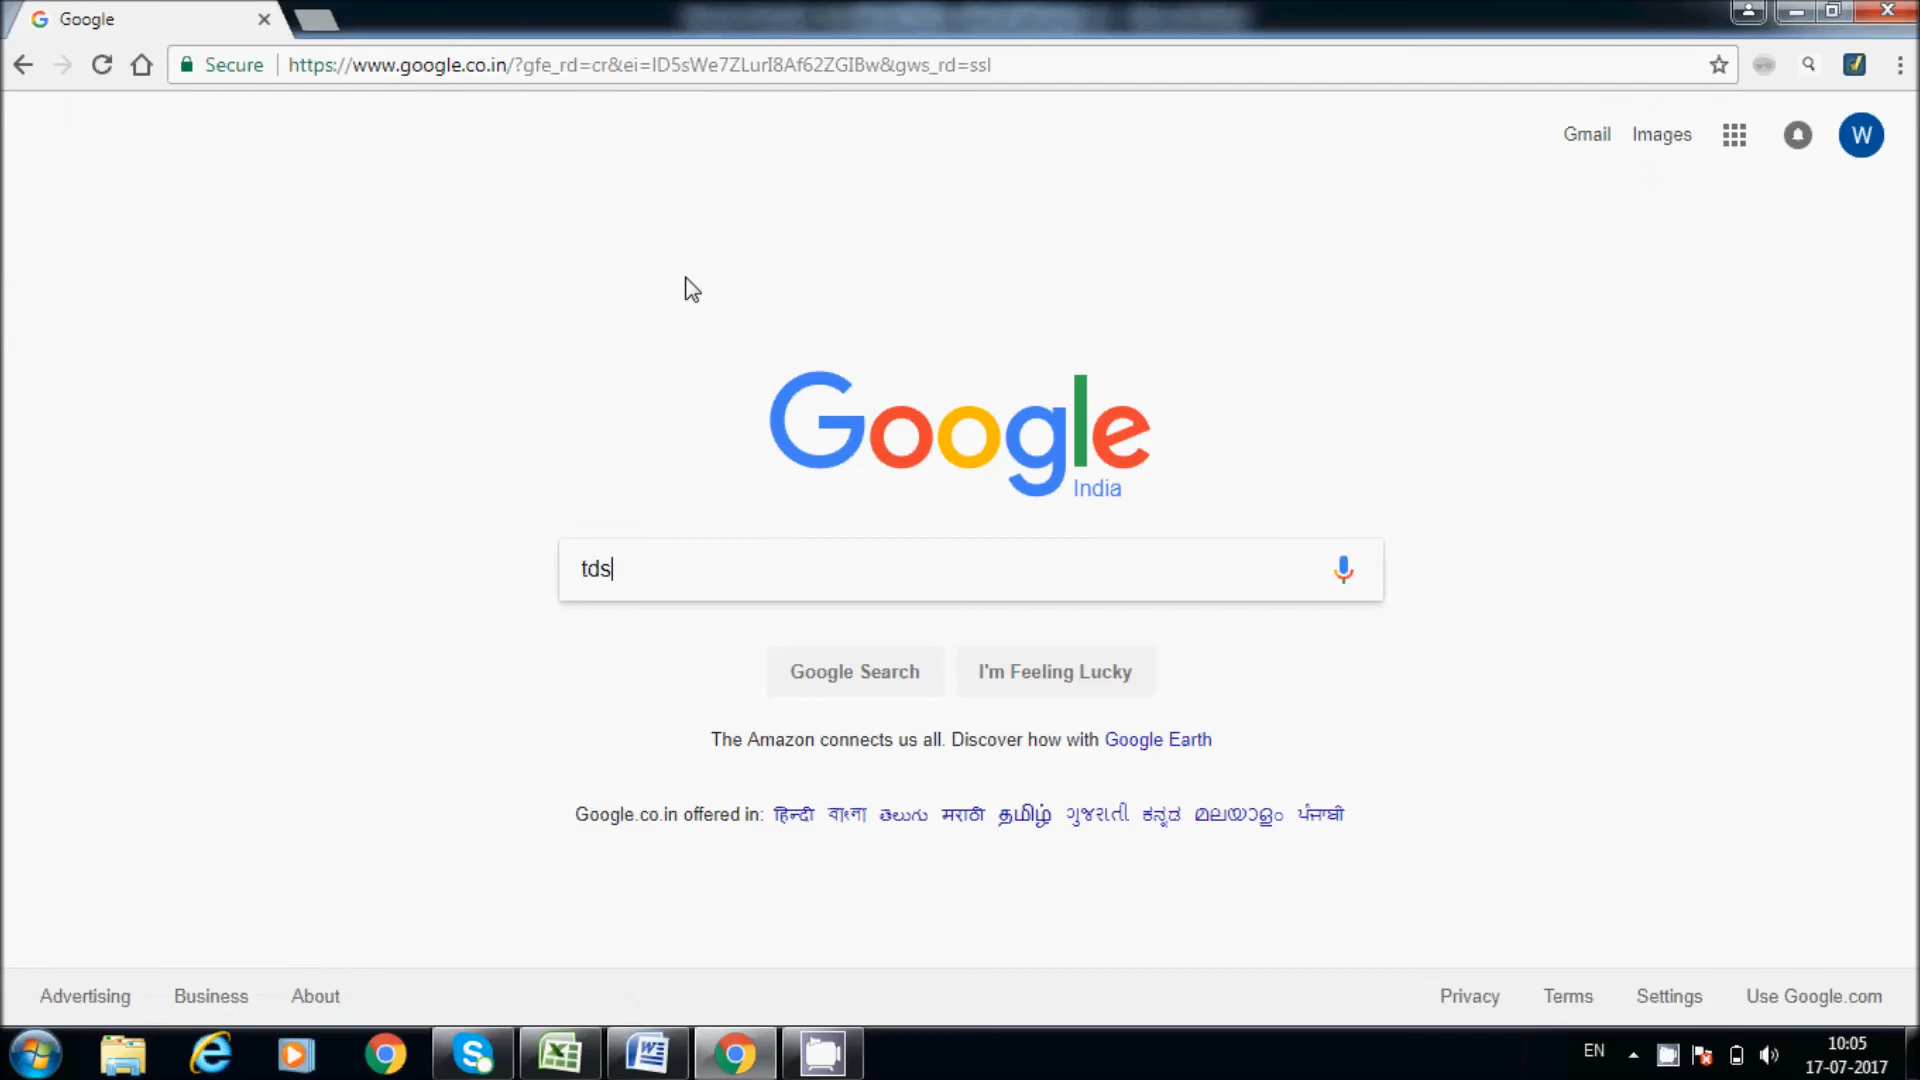 Google
Secure https://www.google.co.in/?gfe_rd=cr&ei=ID5sWe7ZLurI8Af62ZGIBw&gws_rd=ssl
Gmail Images W
Google
India
tds
Google Search I'm Feeling Lucky
The Amazon connects us all. Discover how with Google Earth
Google.co.in offered in: हिन्दी বাংলা తెలుగు मराठी தமிழ் ગુજરાતી ಕನ್ನಡ മലയാളം ਪੰਜਾਬੀ
Advertising Business About Privacy Terms Settings Use Google.com
EN 10:05
17-07-2017